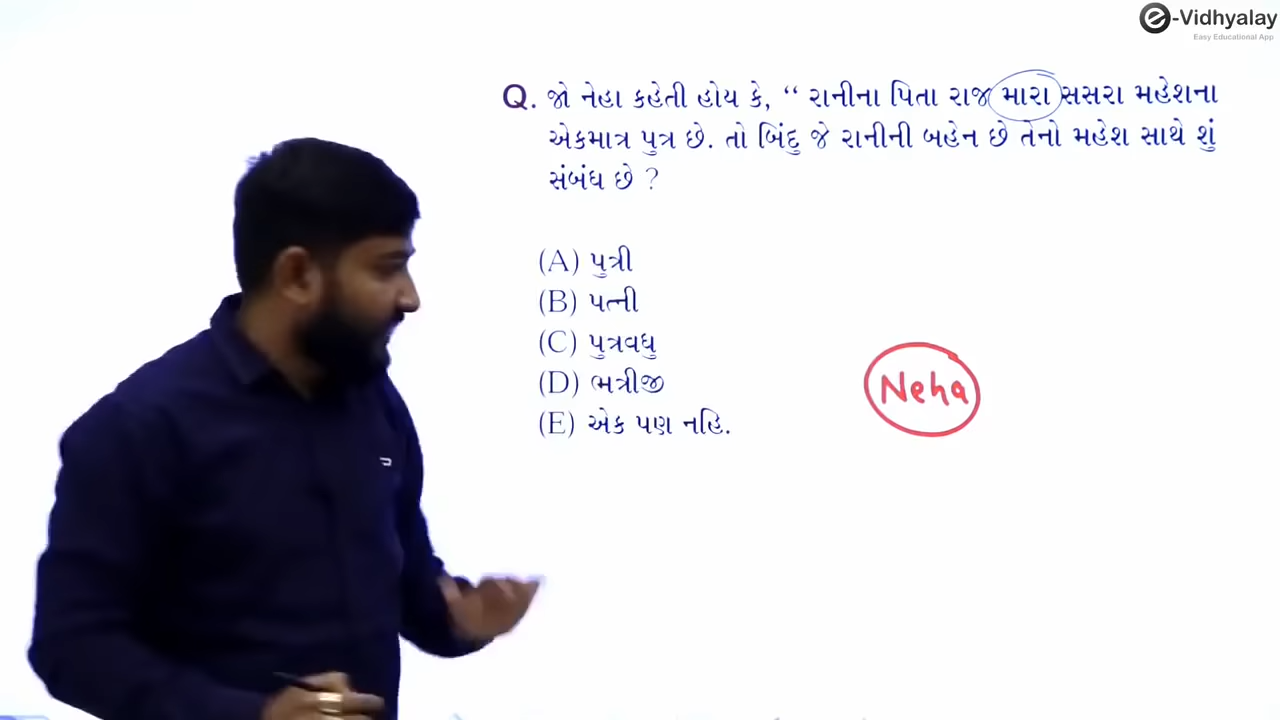 e-Vidhyalay
Easy Educational App
Q. જો નેહા કહેતી હોય કે, “ રાનીના પિતા રાજ મારા સસરા મહેશના
એકમાત્ર પુત્ર છે. તો બિંદુ જે રાનીની બહેન છે તેનો મહેશ સાથે શું
સંબંધ છે ?
(A) પુત્રી
(B) પત્ની
(C) પુત્રવધુ
(D) ભત્રીજી
(E) એક પણ નહિ.
Neha